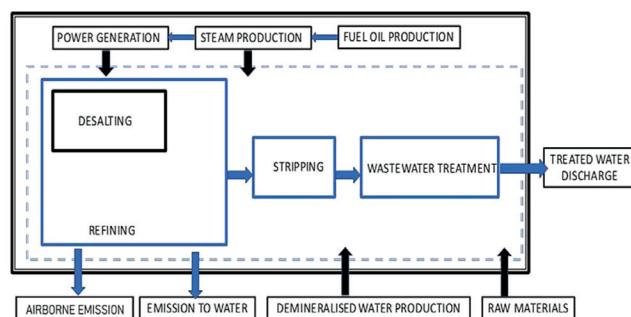 POWER GENERATION
STEAM PRODUCTION
FUEL OIL PRODUCTION
DESALTING
STRIPPING
WASTEWATER TREATMENT
TREATED WATER
DISCHARGE
REFINING
AIRBORNE EMISSION
EMISSION TO WATER
DEMINERALISED WATER PRODUCTION
RAW MATERIALS